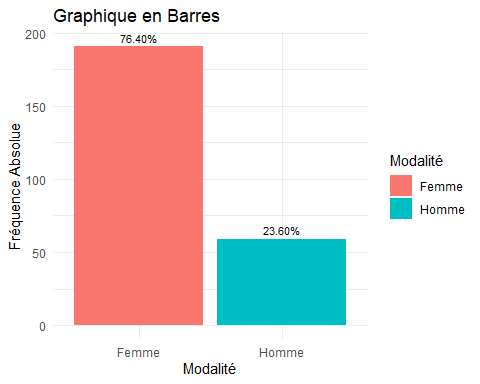 Graphique en Barres
Fréquence Absolue
200
150
100
50
0
76.40%
23.60%
Femme
Homme
Modalité
Modalité
Femme
Homme